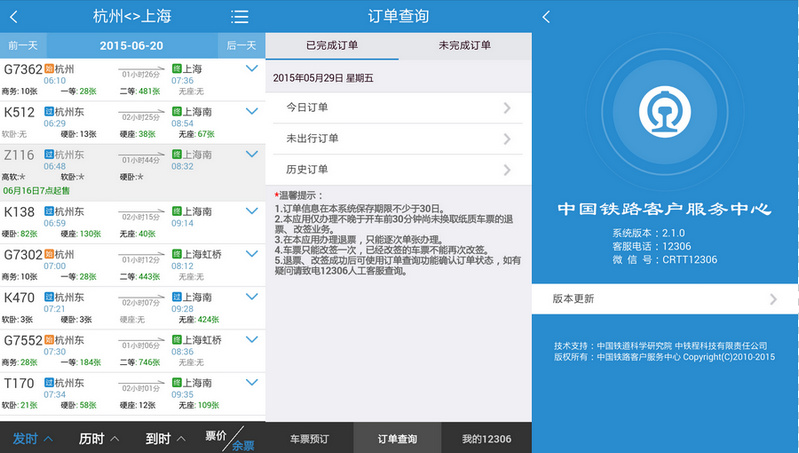 杭州<>上海
前一天 2015-06-20 后一天
G7362 始 杭州 01小时26分 终 上海
06:10 07:36
商务: 10张 一等: 28张 二等: 481张 无座:无
K512 过 杭州东 02小时25分 过 上海南
06:29 08:54
软卧:无 硬卧: 13张 硬座: 38张 无座: 67张
Z116 过 杭州东 01小时44分 终 上海南
06:48 08:32
高软:* 软卧:* 硬卧:*
06月16日7点起售
K138 过 杭州东 02小时15分 终 上海南
06:59 09:14
硬卧: 82张 硬座: 130张 无座: 40张
G7302 始 杭州 01小时12分 终 上海虹桥
07:00 08:12
商务: 10张 一等: 28张 二等: 443张 无座:无
K470 过 杭州东 02小时07分 过 上海南
07:21 09:28
软卧: 3张 硬卧: 3张 硬座:无 无座: 424张
G7552 始 杭州东 01小时06分 终 上海虹桥
07:30 08:36
商务: 28张 一等: 184张 二等: 746张 无座:无
T170 过 杭州东 02小时01分 终 上海南
07:34 09:35
软卧: 21张 硬卧: 58张 硬座: 12张 无座: 109张
发时 历时 到时 票价/余票
订单查询
已完成订单 未完成订单
2015年05月29日 星期五
今日订单
未出行订单
历史订单
*温馨提示：
1.订单信息在本系统保存期限不少于30日。
2.本应用仅办理不晚于开车前30分钟尚未换取纸质车票的退
票、改签业务。
3.在本应用办理退票，只能逐次单张办理。
4.车票只能改签一次，已经改签的车票不能再次改签。
5.退票、改签成功后可使用订单查询功能确认订单状态，如有
疑问请致电12306人工客服查询。
车票预订 订单查询 我的12306
中国铁路客户服务中心
系统版本：2.1.0
客服电话：12306
微 信 号：CRTT12306
版本更新
技术支持：中国铁道科学研究院 中铁程科技有限责任公司
版权所有：中国铁路客户服务中心 Copyright(C)2010-2015